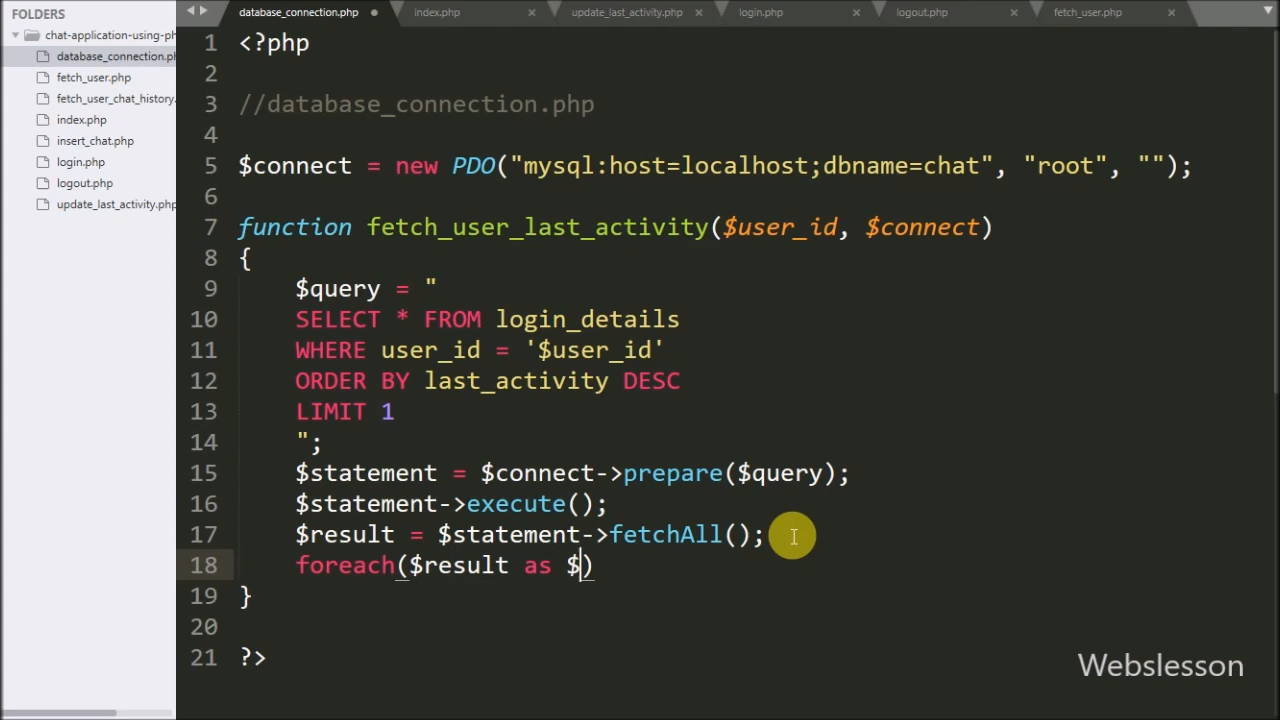 FOLDERS
chat-application-using-ph
database_connection.ph
fetch_user.php
fetch_user_chat_history.
index.php
insert_chat.php
login.php
logout.php
update_last_activity.php
database_connection.php
index.php
update_last_activity.php
login.php
logout.php
fetch_user.php
1 <?php
2
3 //database_connection.php
4
5 $connect = new PDO("mysql:host=localhost;dbname=chat", "root", "");
6
7 function fetch_user_last_activity($user_id, $connect)
8 {
9 $query = "
10 SELECT * FROM login_details
11 WHERE user_id = '$user_id'
12 ORDER BY last_activity DESC
13 LIMIT 1
14 ";
15 $statement = $connect->prepare($query);
16 $statement->execute();
17 $result = $statement->fetchAll();
18 foreach($result as $)
19 }
20
21 ?>
Webslesson